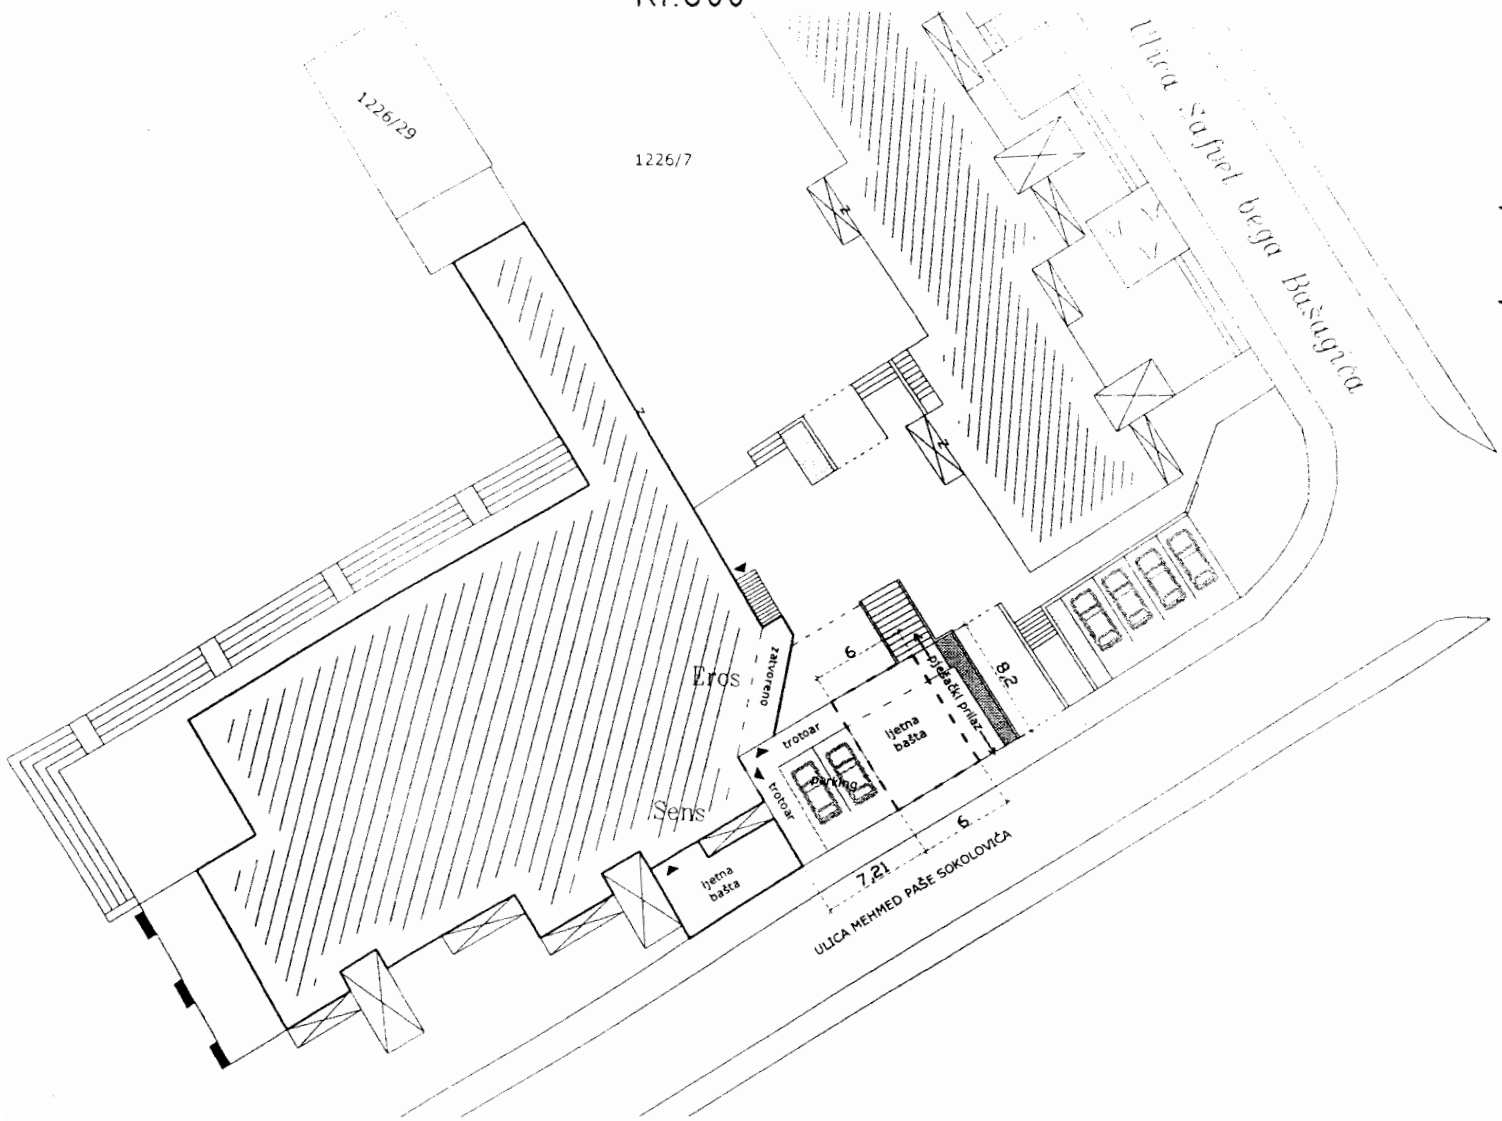 1226/29
1226/7
Ulica Safvet bega Bašagića
z
z
z
zatvoreno
Eros
6
pješački prilaz
8,2
trotoar
ljetna
bašta
parking
trotoar
Sens
ljetna
bašta
6
7,21
ULICA MEHMED PAŠE SOKOLOVIĆA